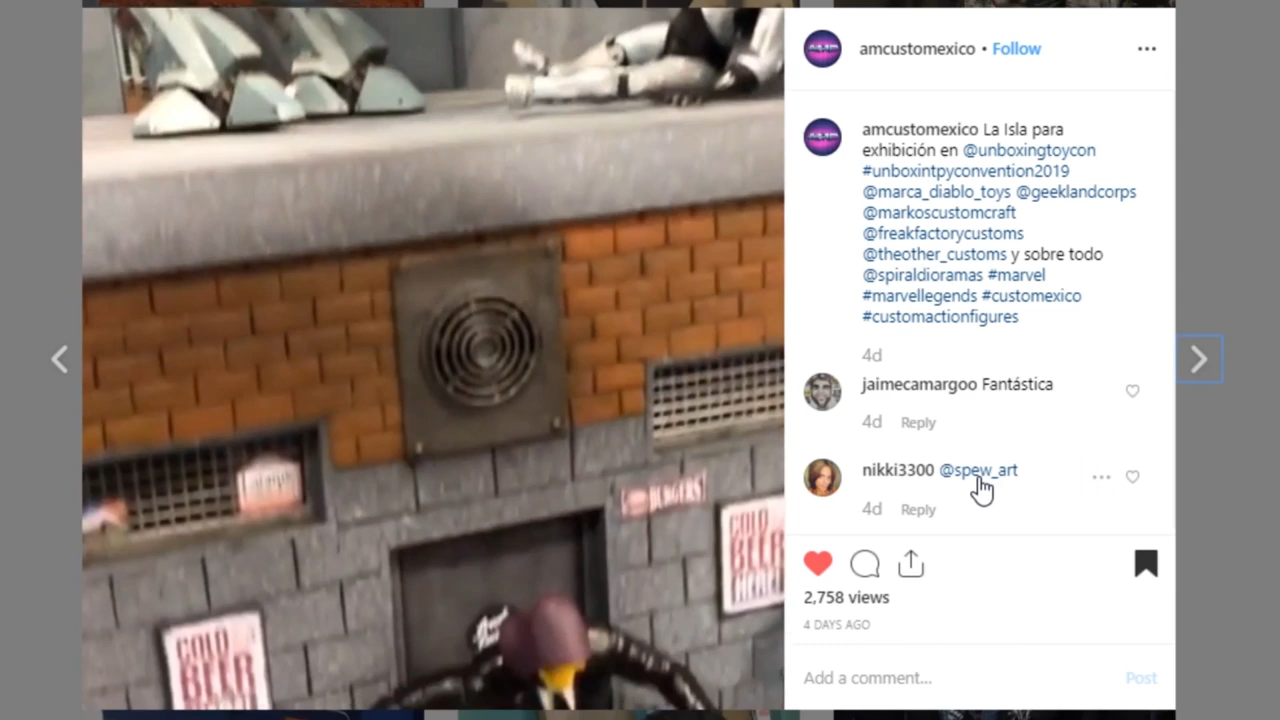 amcustomexico • Follow
amcustomexico La Isla para
exhibición en @unboxingtoycon
#unboxintpyconvention2019
@marca_diablo_toys @geeklandcorps
@markoscustomcraft
@freakfactorycustoms
@theother_customs y sobre todo
@spiraldioramas #marvel
#marvellegends #customexico
#customactionfigures
4d
jaimecamargoo Fantástica
4d Reply
nikki3300 @spew_art
4d Reply
2,758 views
4 DAYS AGO
Add a comment... Post
BURGERS
COLD
BEER
COLD
BEER